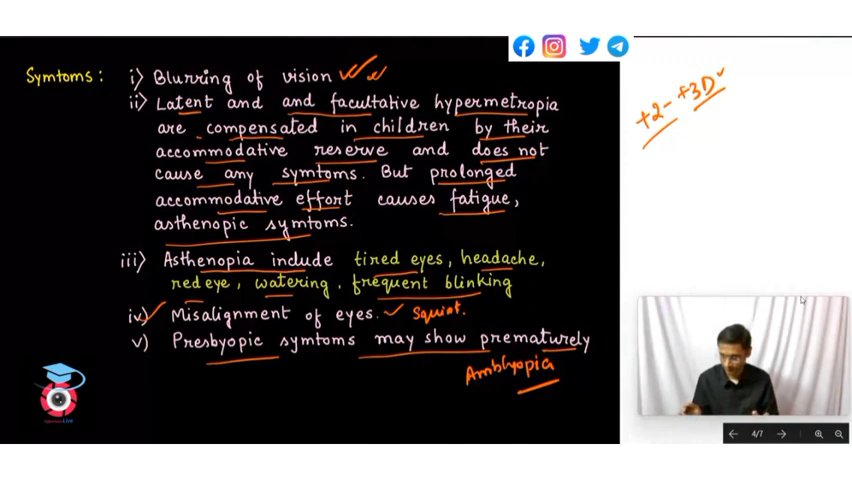 Symtoms : i) Blurring of vision
ii) Latent and and facultative hypermetropia
are compensated in children by their
accommodative reserve and does not
cause any symtoms. But prolonged
accommodative effort causes fatigue,
asthenopic symtoms.
iii) Asthenopia include tired eyes, headache,
red eye, watering, frequent blinking
iv) Misalignment of eyes. Squint.
v) Presbyopic symtoms may show prematurely
Amblyopia
+2 - +3D
4/7